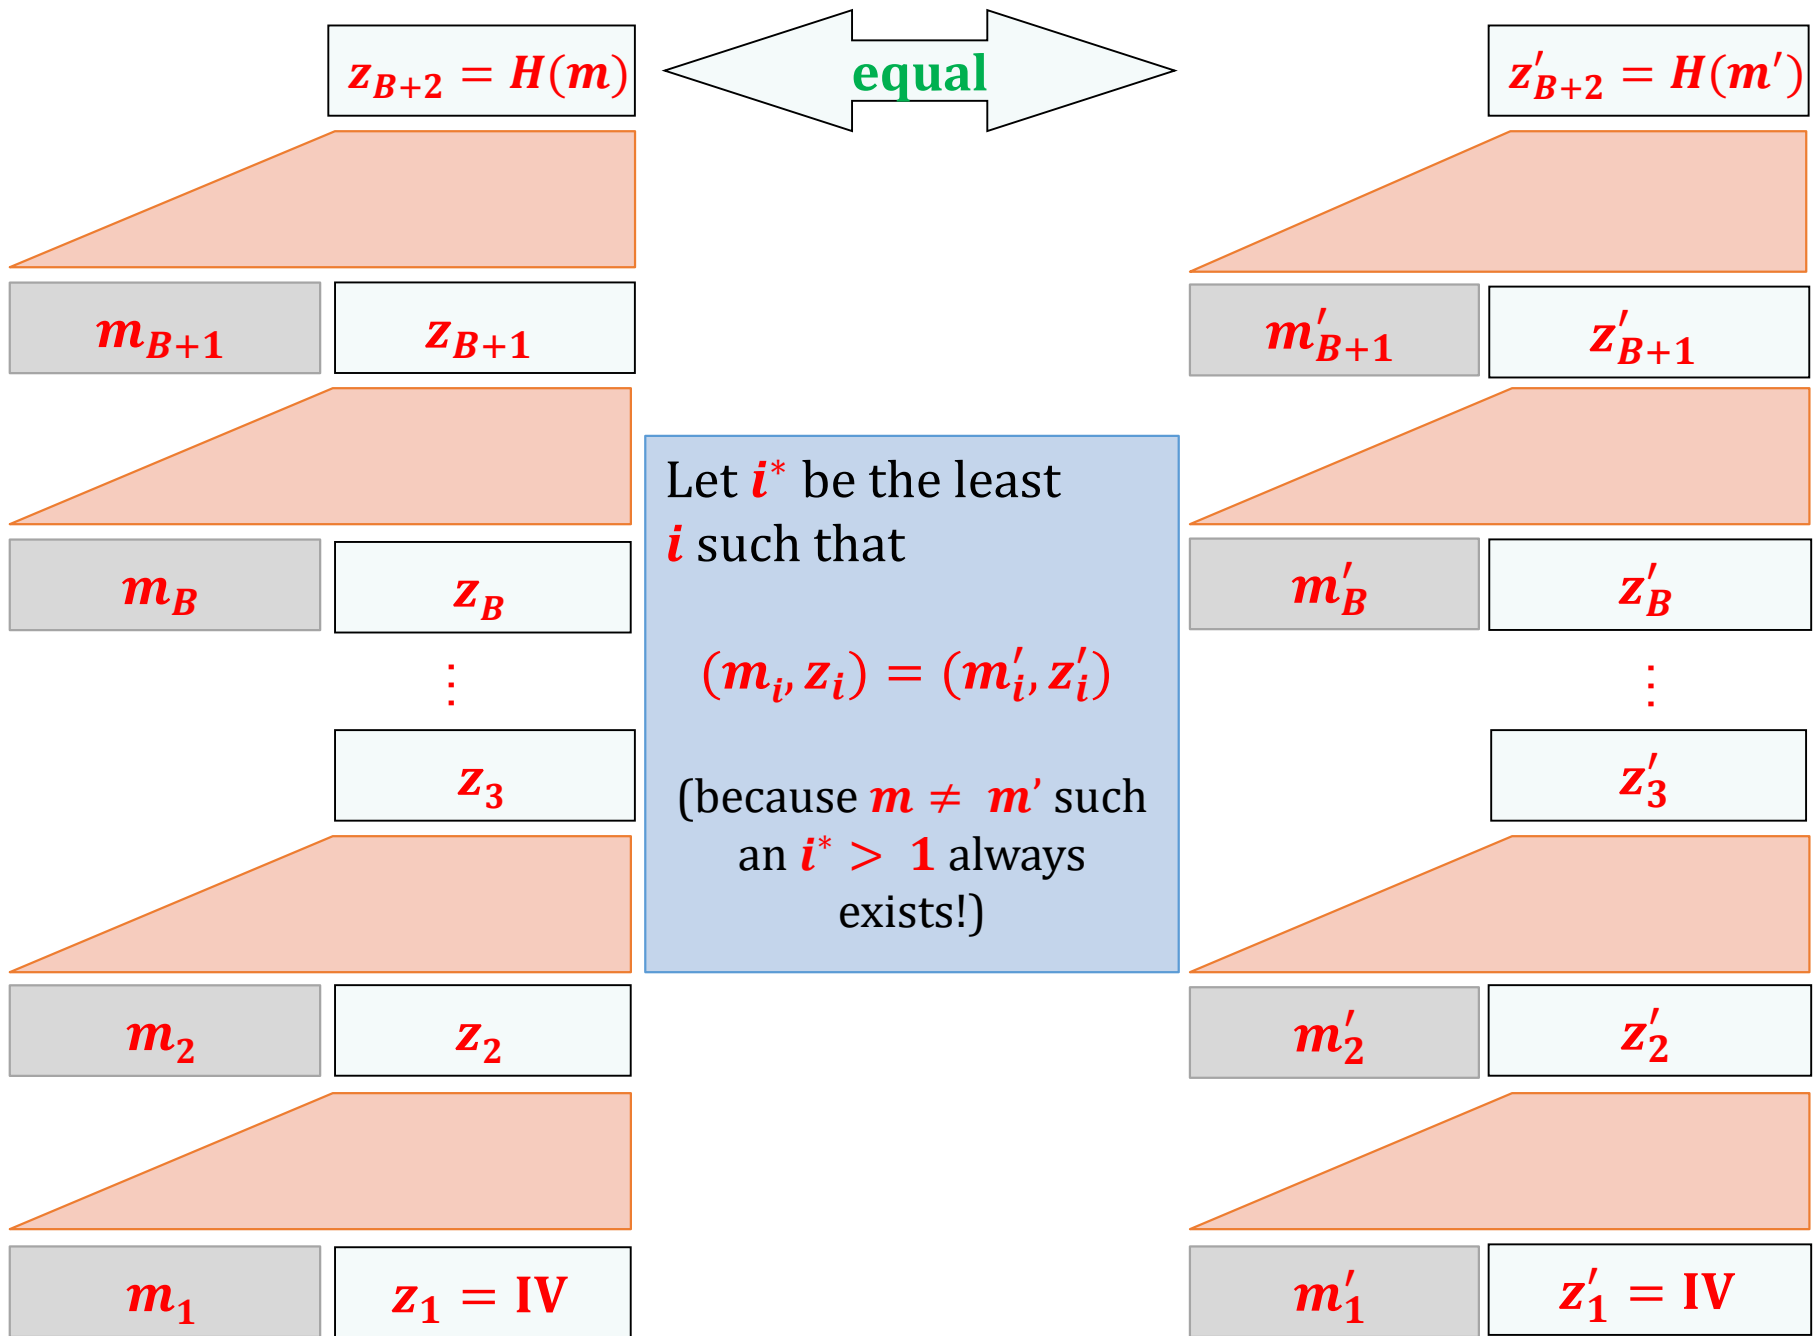 z_{B+2} = H(m)
equal
z′_{B+2} = H(m′)
m_{B+1}
z_{B+1}
m′_{B+1}
z′_{B+1}
Let i* be the least
i such that
(m_i, z_i) = (m′_i, z′_i)
(because m ≠ m’ such
an i* > 1 always
exists!)
m_B
z_B
m′_B
z′_B
⋮
⋮
z_3
z′_3
m_2
z_2
m′_2
z′_2
m_1
z_1 = IV
m′_1
z′_1 = IV